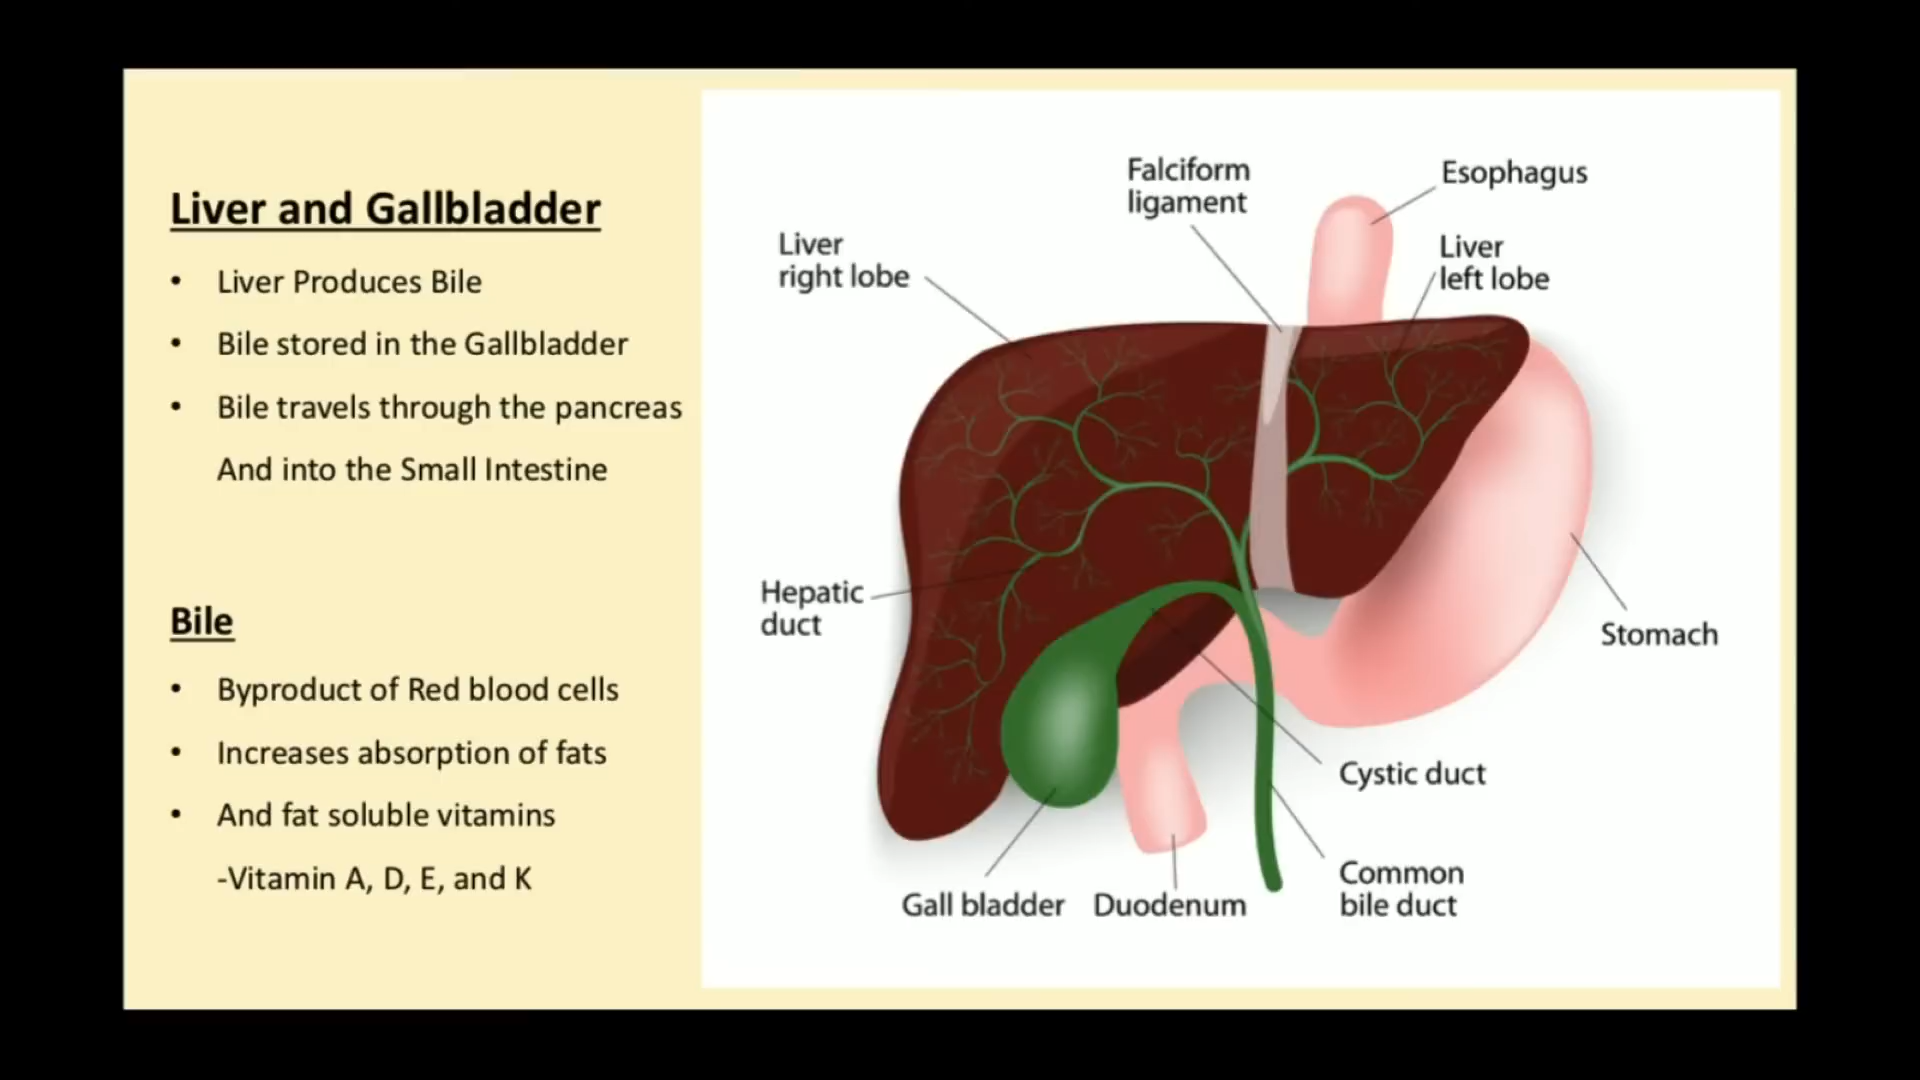 Liver and Gallbladder
• Liver Produces Bile
• Bile stored in the Gallbladder
• Bile travels through the pancreas
And into the Small Intestine
Bile
• Byproduct of Red blood cells
• Increases absorption of fats
• And fat soluble vitamins
-Vitamin A, D, E, and K
Falciform
ligament
Esophagus
Liver
right lobe
Liver
left lobe
Hepatic
duct
Stomach
Cystic duct
Common
bile duct
Gall bladder
Duodenum